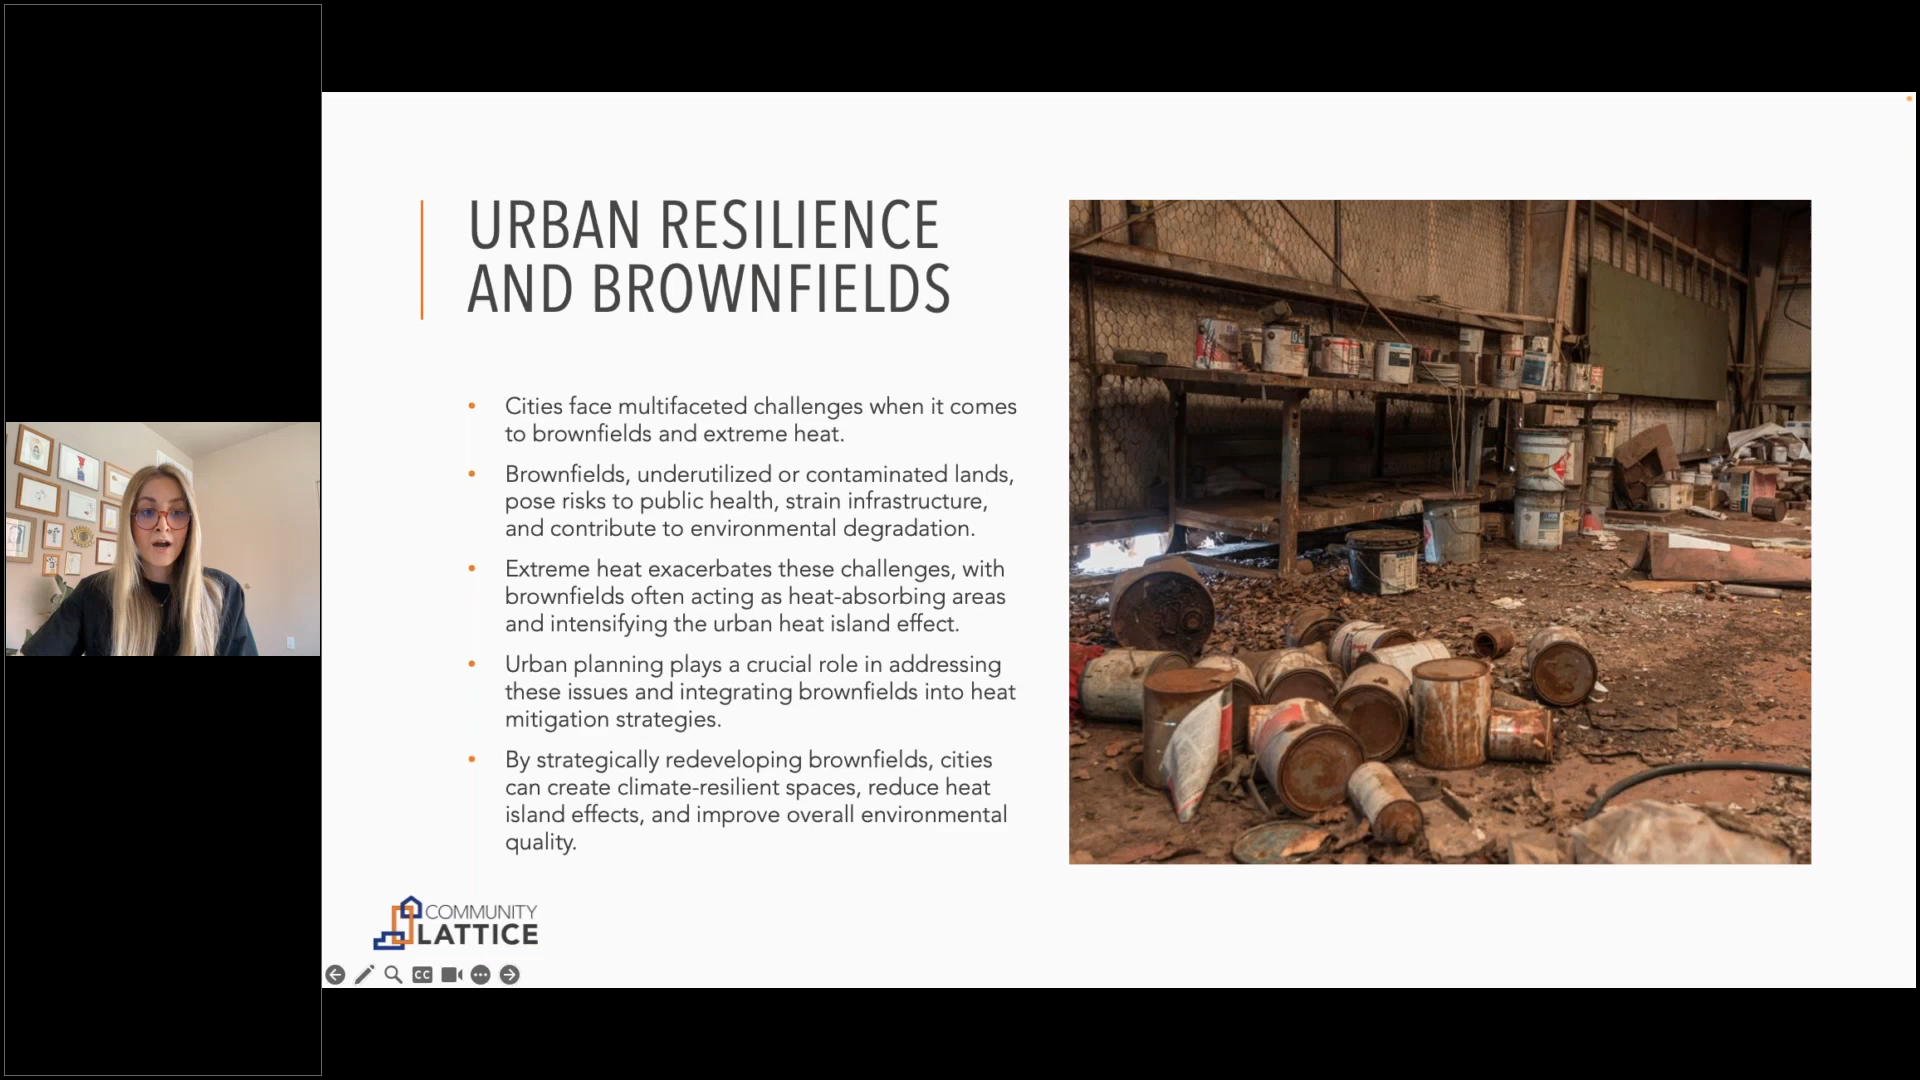 URBAN RESILIENCE
AND BROWNFIELDS
• Cities face multifaceted challenges when it comes
to brownfields and extreme heat.
• Brownfields, underutilized or contaminated lands,
pose risks to public health, strain infrastructure,
and contribute to environmental degradation.
• Extreme heat exacerbates these challenges, with
brownfields often acting as heat-absorbing areas
and intensifying the urban heat island effect.
• Urban planning plays a crucial role in addressing
these issues and integrating brownfields into heat
mitigation strategies.
• By strategically redeveloping brownfields, cities
can create climate-resilient spaces, reduce heat
island effects, and improve overall environmental
quality.
COMMUNITY
LATTICE
CC